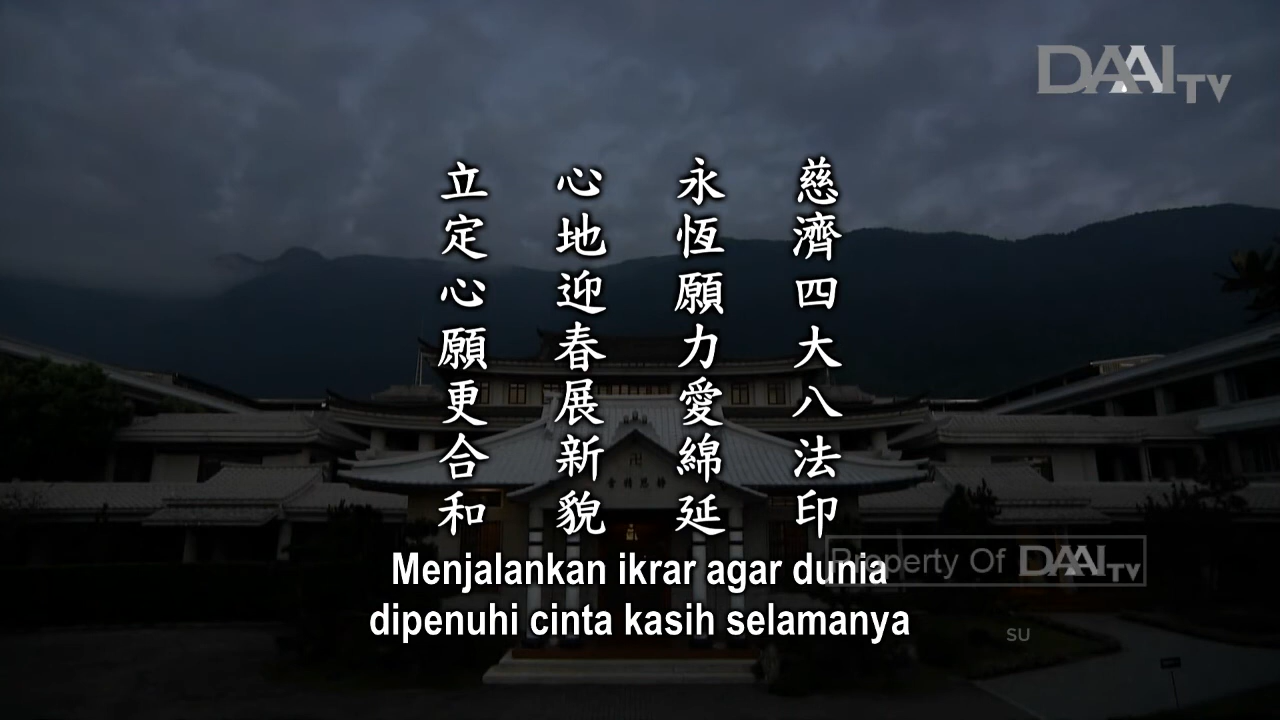 DAAI TV
慈濟四大八法印
永恆願力愛綿延
心地迎春展新貌
立定心願更合和
卍
Menjalankan ikrar agar dunia
dipenuhi cinta kasih selamanya
Property Of DAAI TV
SU